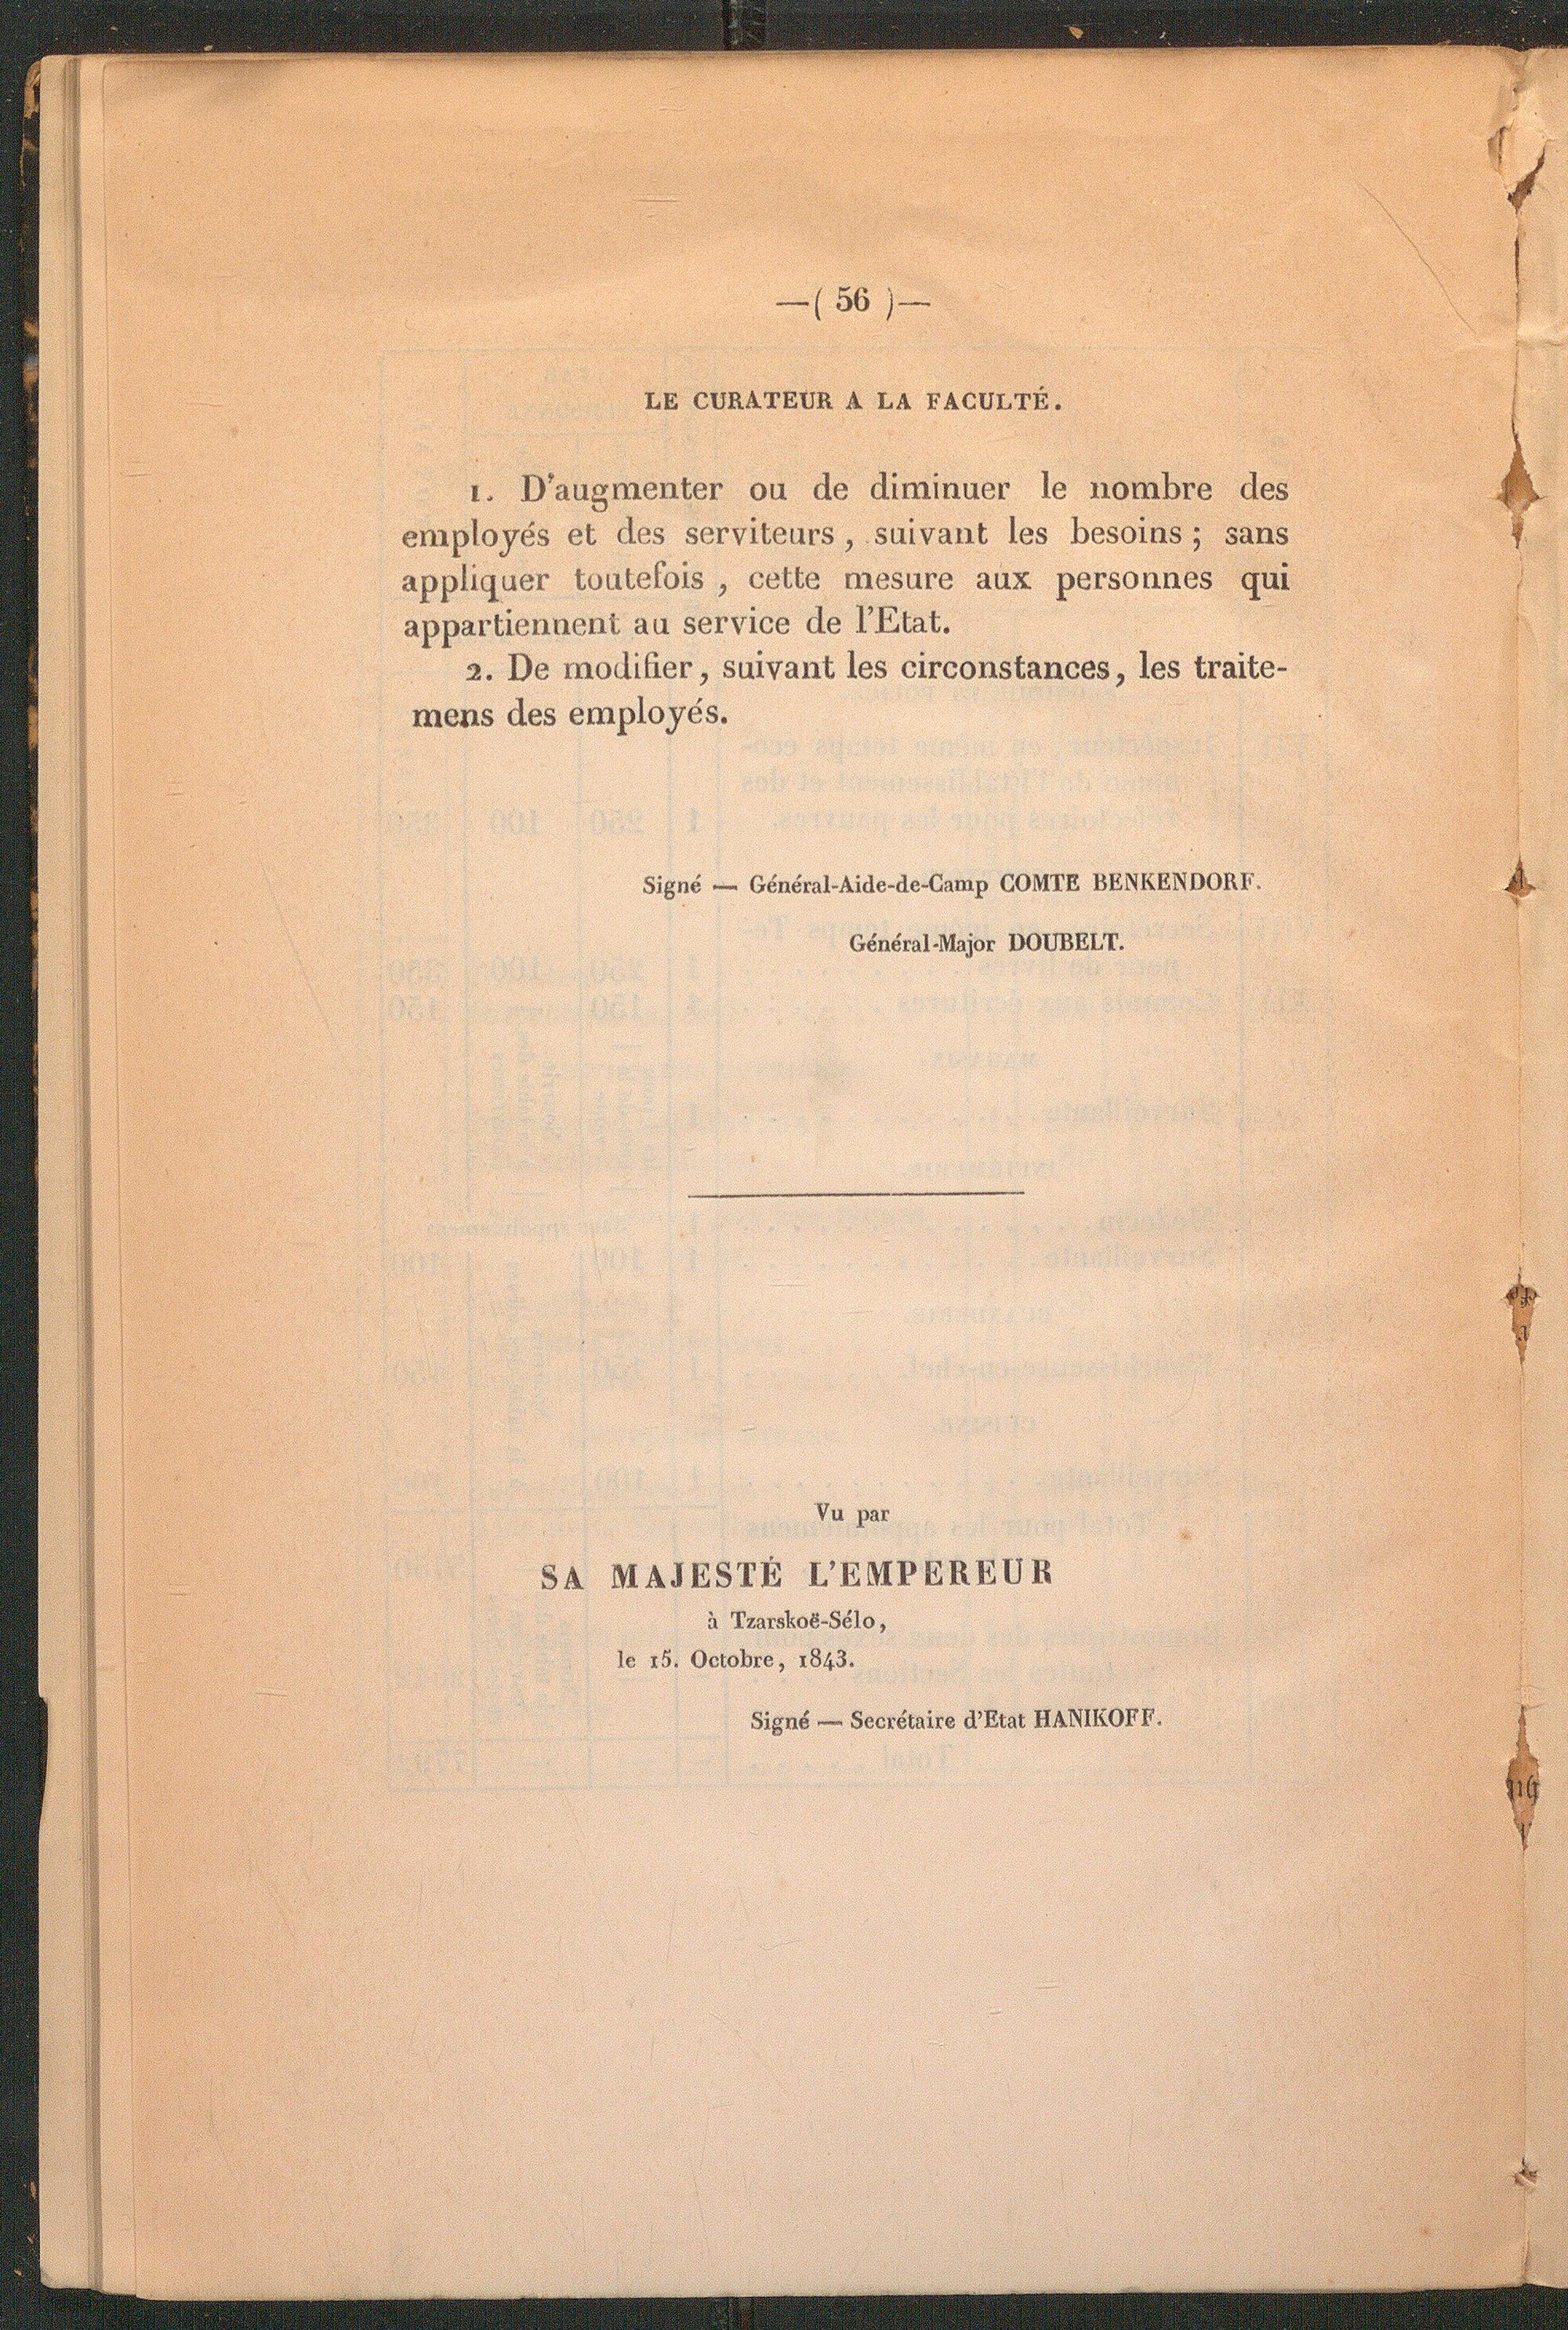 —( 56 )—
LE CURATEUR A LA FACULTÉ.
1. D'augmenter ou de diminuer le nombre des
employés et des serviteurs, suivant les besoins; sans
appliquer toutefois, cette mesure aux personnes qui
appartiennent au service de l'Etat.
2. De modifier, suivant les circonstances, les traite-
mens des employés.
Signé — Général-Aide-de-Camp COMTE BENKENDORF.
Général-Major DOUBELT.
Vu par
SA MAJESTÉ L'EMPEREUR
à Tzarskoë-Sélo,
le 15. Octobre, 1843.
Signé — Secrétaire d'Etat HANIKOFF.